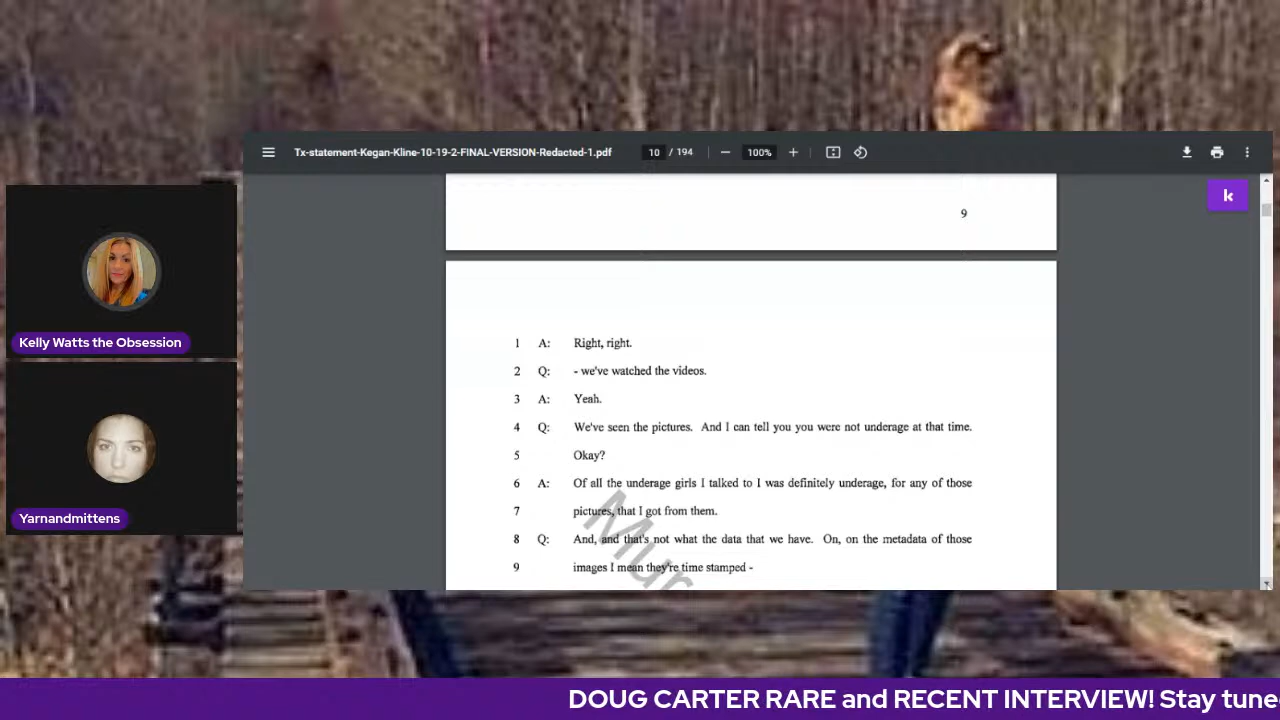 Tx-statement-Kegan-Kline-10-19-2-FINAL-VERSION-Redacted-1.pdf 10 / 194 — 100% +
k
9
1 A: Right, right.
2 Q: - we've watched the videos.
3 A: Yeah.
4 Q: We've seen the pictures. And I can tell you you were not underage at that time.
5 Okay?
6 A: Of all the underage girls I talked to I was definitely underage, for any of those
7 pictures, that I got from them.
8 Q: And, and that's not what the data that we have. On, on the metadata of those
9 images I mean they're time stamped -
Mur
Kelly Watts the Obsession
Yarnandmittens
DOUG CARTER RARE and RECENT INTERVIEW! Stay tune